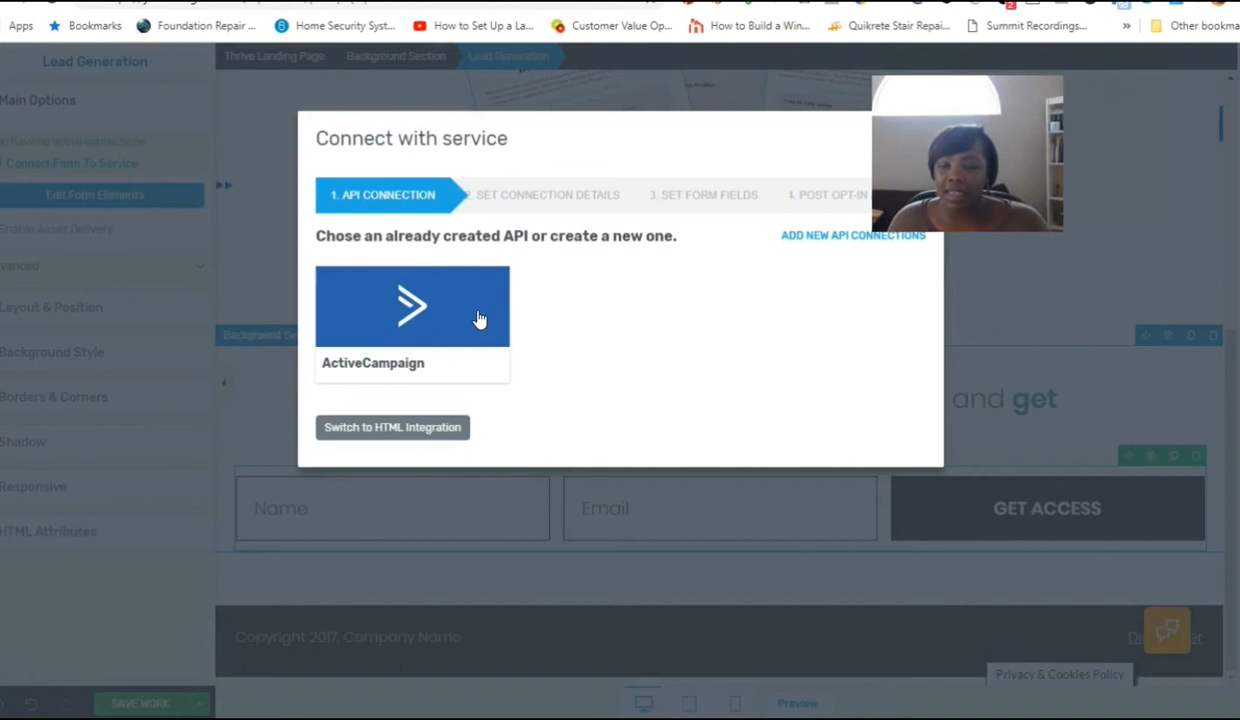 Apps
Bookmarks
Foundation Repair ...
Home Security Syst...
How to Set Up a La...
Customer Value Op...
How to Build a Win...
Quikrete Stair Repai...
Summit Recordings...
»
Other bookma
2
Lead Generation
Thrive Landing Page
Background Section
Lead Generation
Main Options
have no active connections
Connect Form To Service
Edit Form Elements
Enable Asset Delivery
vanced
Layout & Position
Background Style
Borders & Corners
Shadow
Responsive
HTML Attributes
Connect with service
1. API CONNECTION
2. SET CONNECTION DETAILS
3. SET FORM FIELDS
4. POST OPT-IN
Chose an already created API or create a new one.
ADD NEW API CONNECTIONS
ActiveCampaign
Switch to HTML Integration
Background Se
and get
Name
Email
GET ACCESS
Copyright 2017, Company Name
Privacy & Cookies Policy
SAVE WORK
Preview